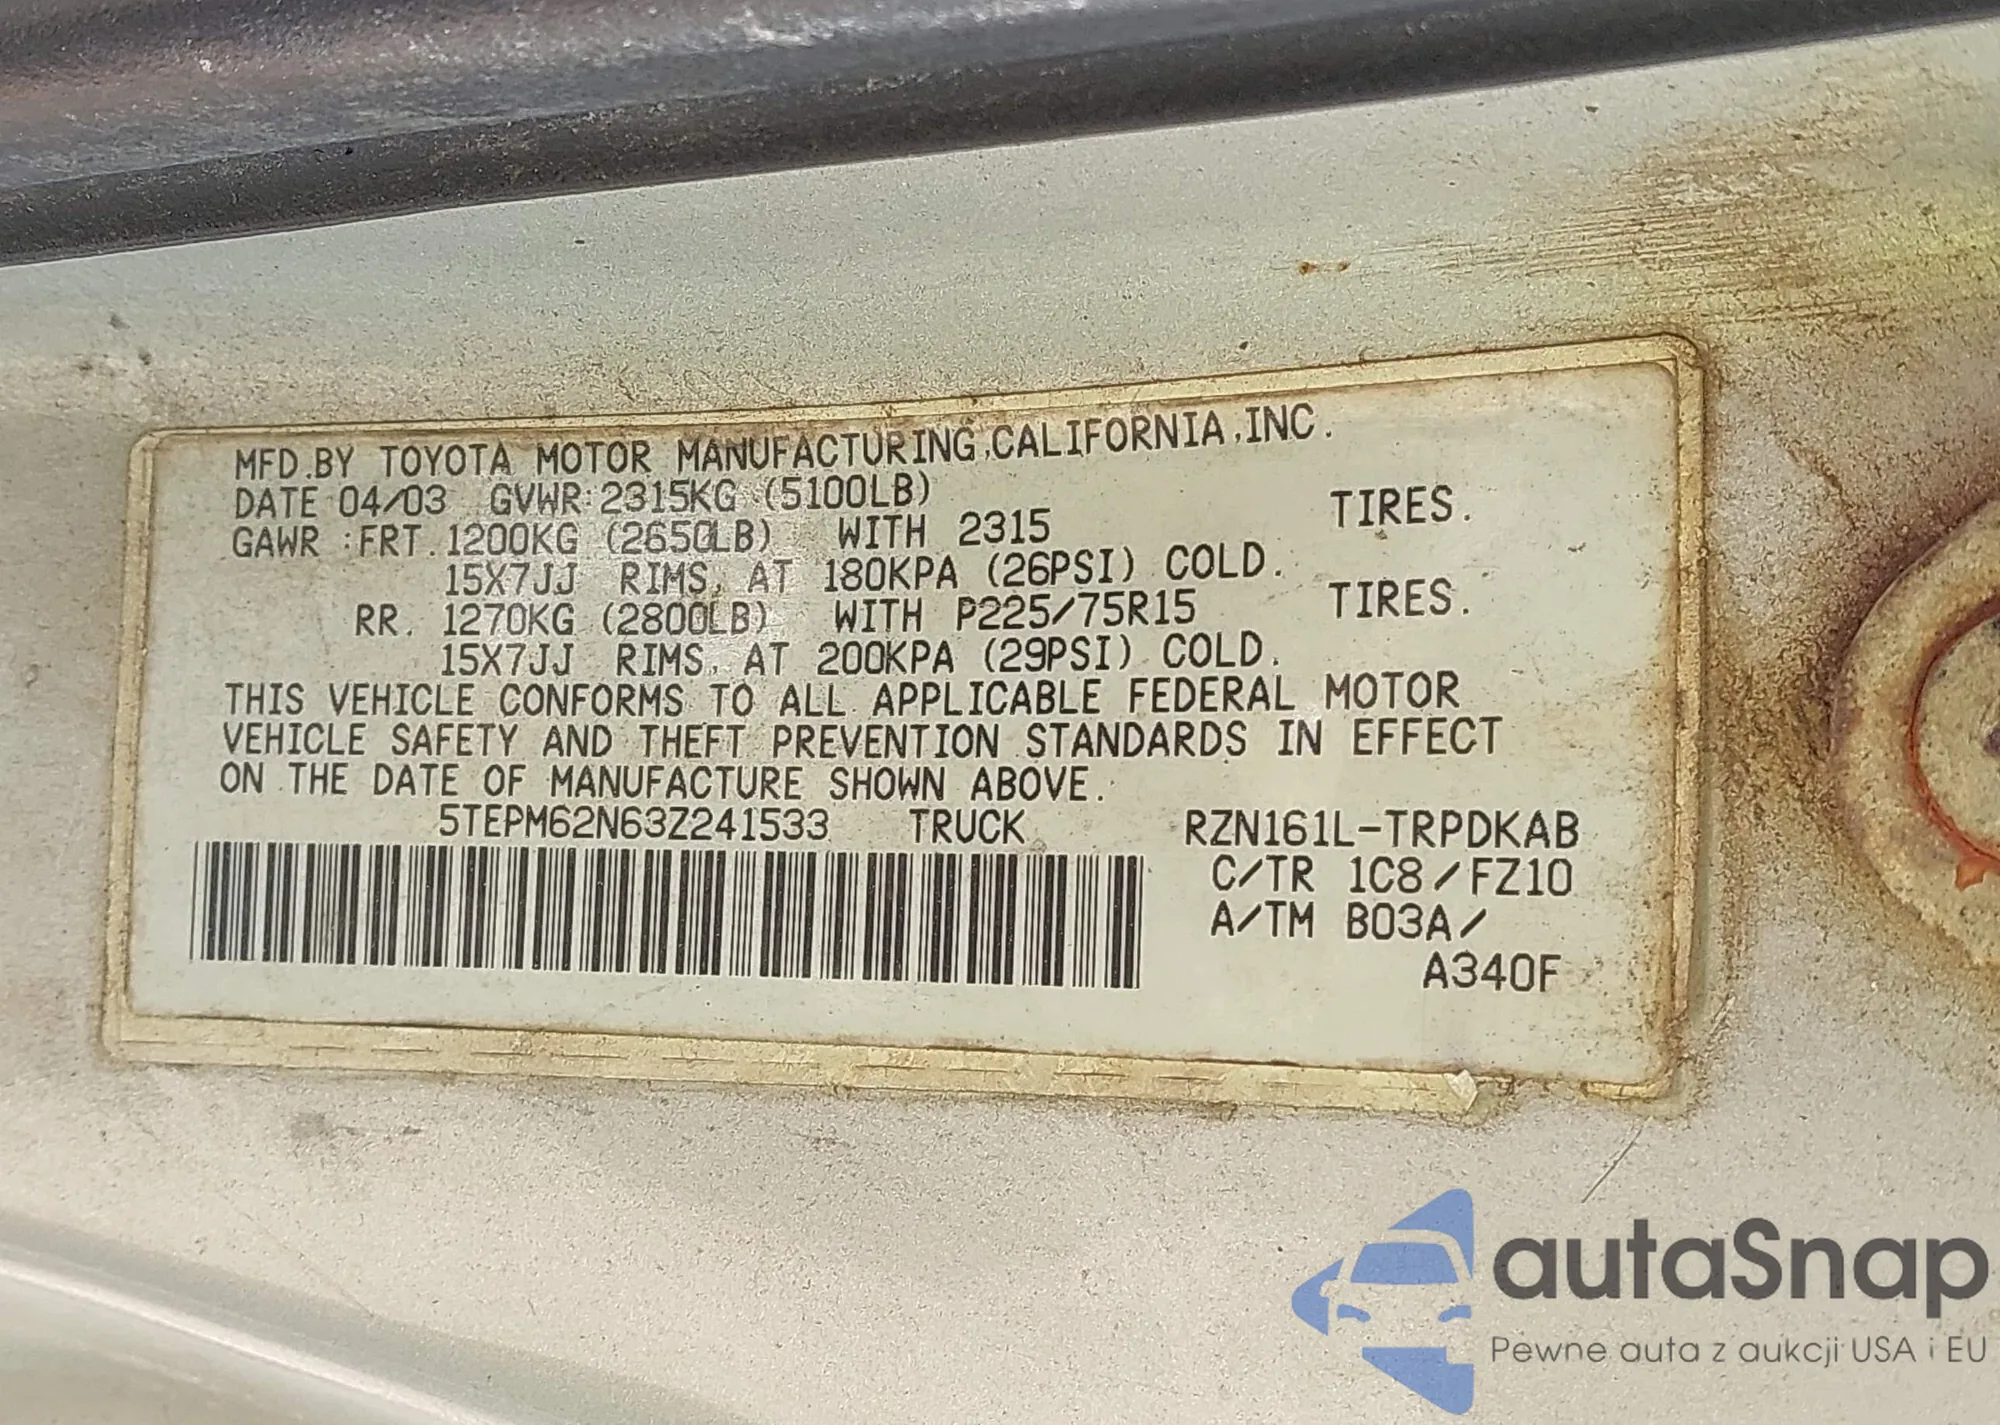 MFD.BY TOYOTA MOTOR MANUFACTURING,CALIFORNIA,INC.
DATE 04/03 GVWR:2315KG (5100LB)
GAWR :FRT. 1200KG (2650LB) WITH 2315 TIRES.
15X7JJ RIMS, AT 180KPA (26PSI) COLD.
RR. 1270KG (2800LB) WITH P225/75R15 TIRES.
15X7JJ RIMS, AT 200KPA (29PSI) COLD.
THIS VEHICLE CONFORMS TO ALL APPLICABLE FEDERAL MOTOR
VEHICLE SAFETY AND THEFT PREVENTION STANDARDS IN EFFECT
ON THE DATE OF MANUFACTURE SHOWN ABOVE.
5TEPM62N63Z241533 TRUCK RZN161L-TRPDKAB
C/TR 1C8/FZ10
A/TM B03A/
A340F
autaSnap
Pewne auta z aukcji USA i EU